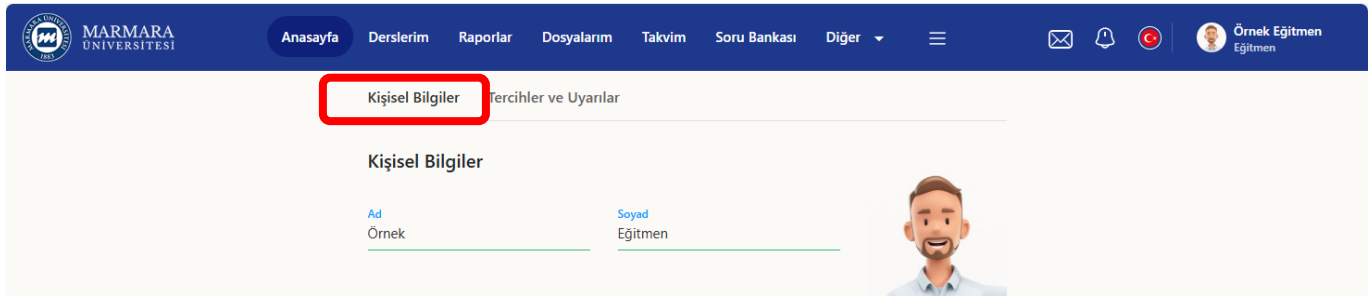 MARMARA
ÜNİVERSİTESİ
Anasayfa Derslerim Raporlar Dosyalarım Takvim Soru Bankası Diğer
Örnek Eğitmen
Eğitmen
Kişisel Bilgiler Tercihler ve Uyarılar
Kişisel Bilgiler
Ad Soyad
Örnek Eğitmen
1883